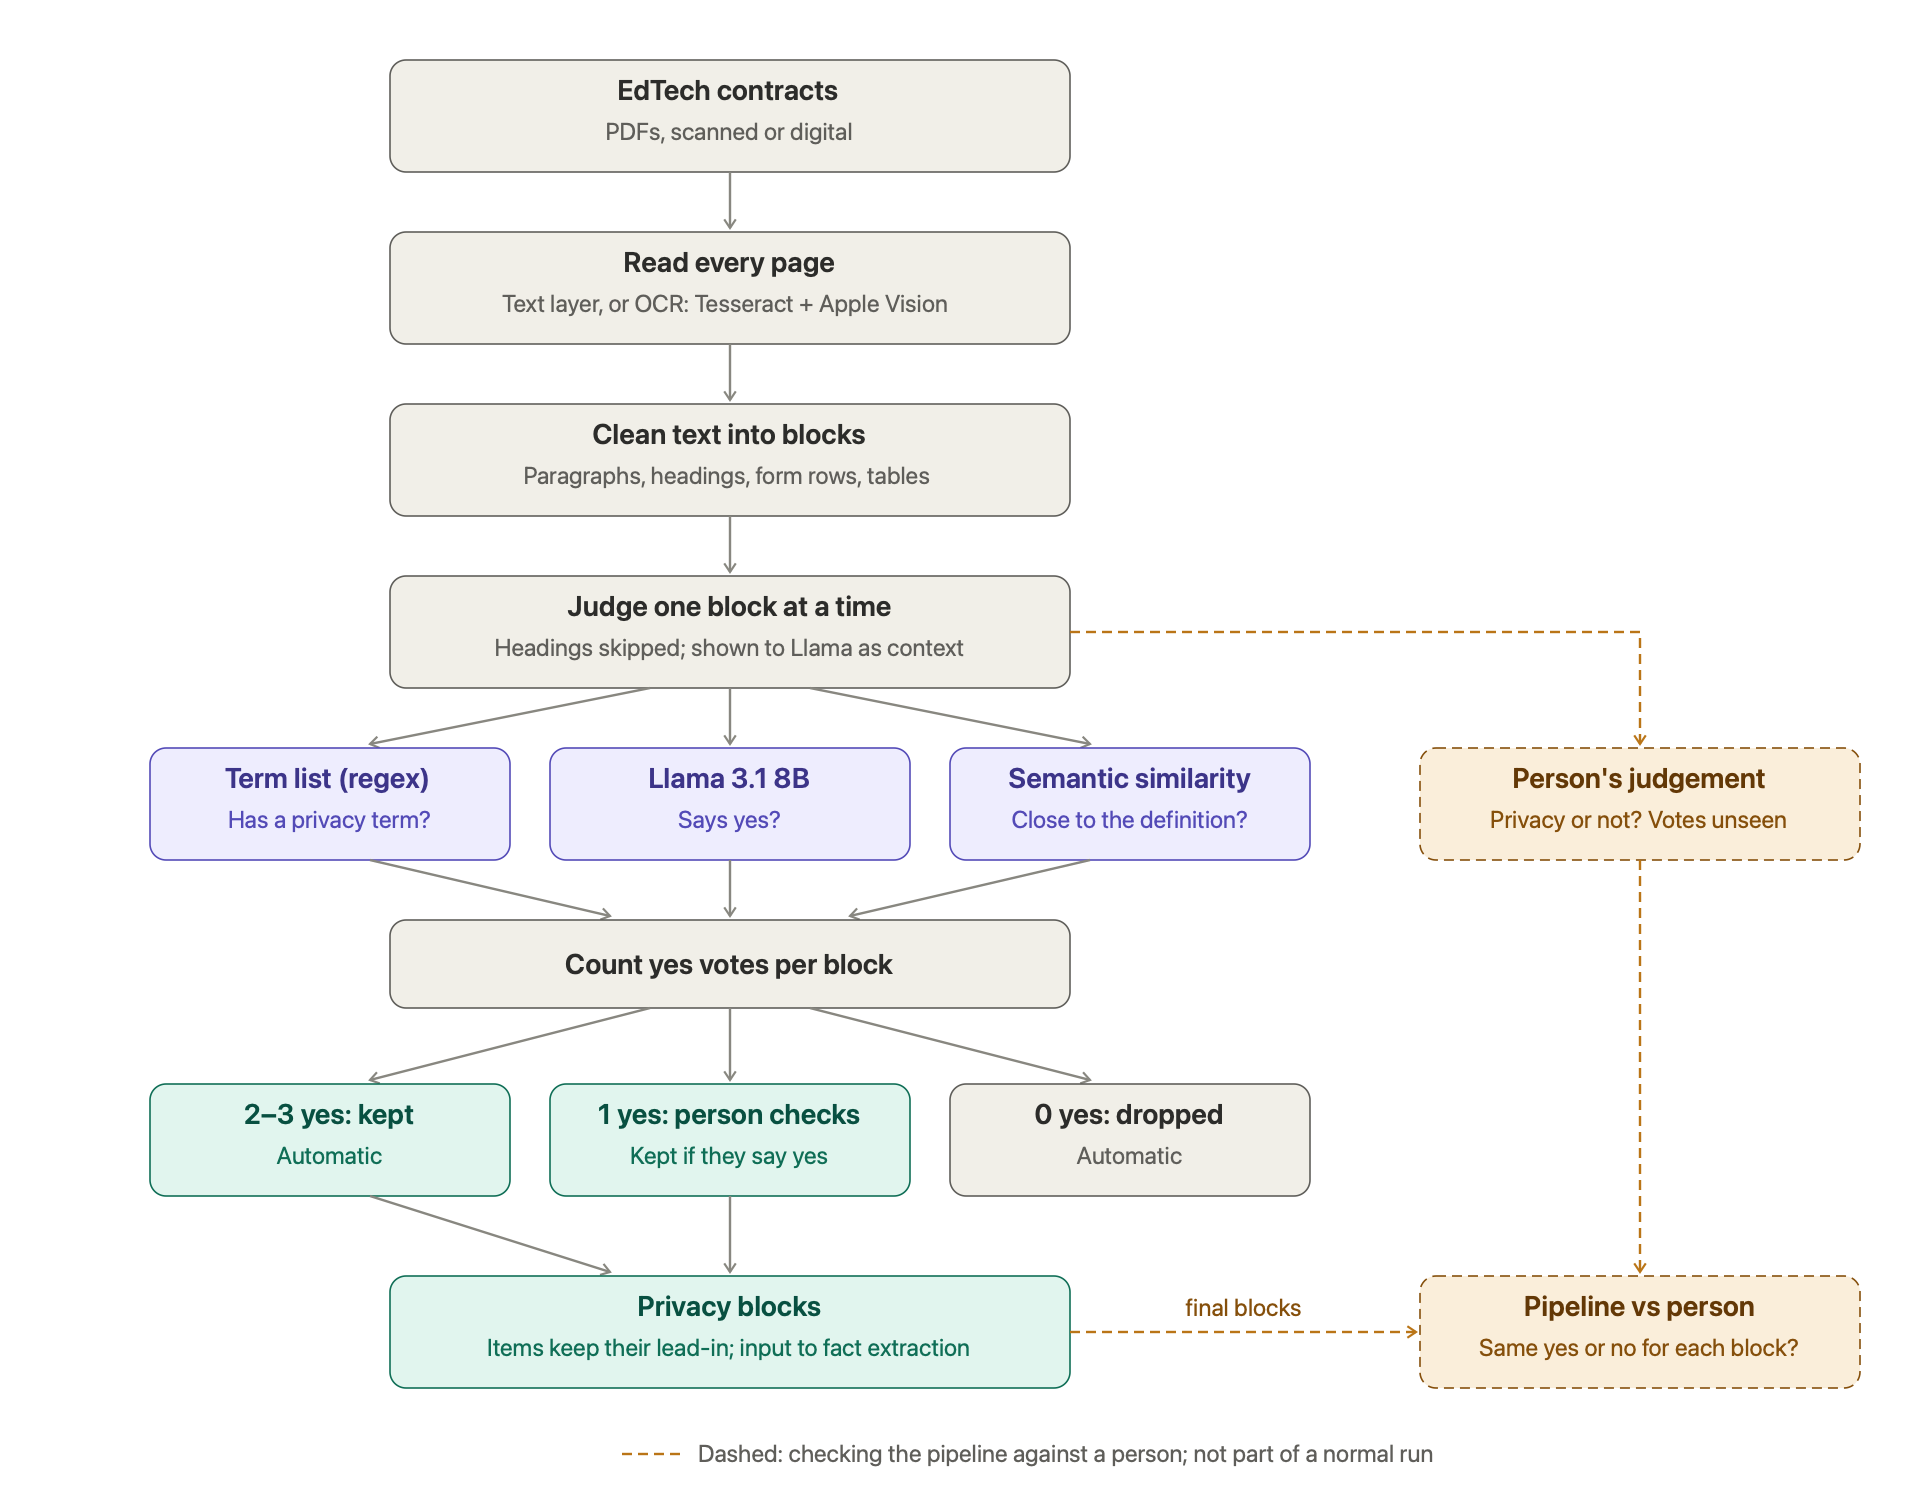 EdTech contracts
PDFs, scanned or digital
Read every page
Text layer, or OCR: Tesseract + Apple Vision
Clean text into blocks
Paragraphs, headings, form rows, tables
Judge one block at a time
Headings skipped; shown to Llama as context
Term list (regex)
Has a privacy term?
Llama 3.1 8B
Says yes?
Semantic similarity
Close to the definition?
Person's judgement
Privacy or not? Votes unseen
Count yes votes per block
2–3 yes: kept
Automatic
1 yes: person checks
Kept if they say yes
0 yes: dropped
Automatic
Privacy blocks
Items keep their lead-in; input to fact extraction
final blocks
Pipeline vs person
Same yes or no for each block?
Dashed: checking the pipeline against a person; not part of a normal run